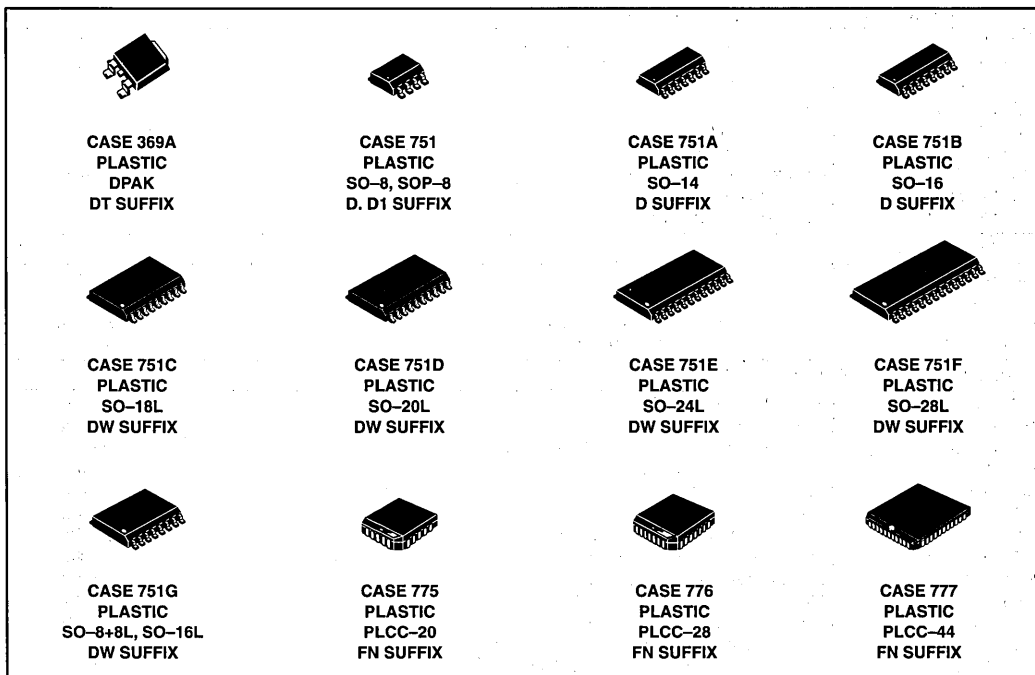 CASE 369A
PLASTIC
DPAK
DT SUFFIX
CASE 751
PLASTIC
SO–8, SOP–8
D. D1 SUFFIX
CASE 751A
PLASTIC
SO–14
D SUFFIX
CASE 751B
PLASTIC
SO–16
D SUFFIX
CASE 751C
PLASTIC
SO–18L
DW SUFFIX
CASE 751D
PLASTIC
SO–20L
DW SUFFIX
CASE 751E
PLASTIC
SO–24L
DW SUFFIX
CASE 751F
PLASTIC
SO–28L
DW SUFFIX
CASE 751G
PLASTIC
SO–8+8L, SO–16L
DW SUFFIX
CASE 775
PLASTIC
PLCC–20
FN SUFFIX
CASE 776
PLASTIC
PLCC–28
FN SUFFIX
CASE 777
PLASTIC
PLCC–44
FN SUFFIX